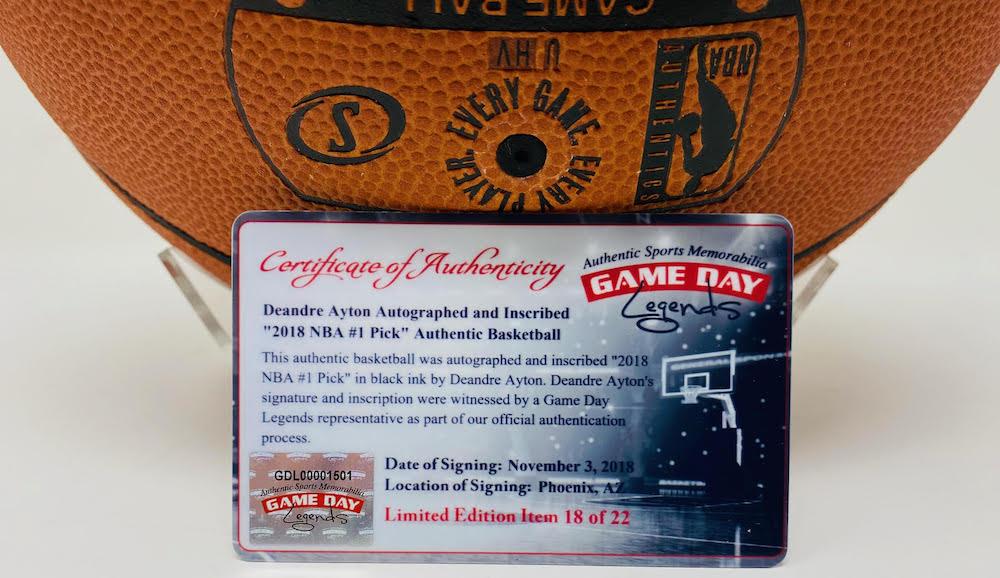 GAME BALL
U HV
S
EVERY PLAYER. EVERY GAME.
NBA
AUTHENTICS
Certificate of Authenticity
Authentic Sports Memorabilia
GAME DAY
Legends
Deandre Ayton Autographed and Inscribed
"2018 NBA #1 Pick" Authentic Basketball
This authentic basketball was autographed and inscribed "2018
NBA #1 Pick" in black ink by Deandre Ayton. Deandre Ayton's
signature and inscription were witnessed by a Game Day
Legends representative as part of our official authentication
process.
GDL00001501
Authentic Sports Memorabilia
GAME DAY
Legends
Date of Signing: November 3, 2018
Location of Signing: Phoenix, AZ
Limited Edition Item 18 of 22